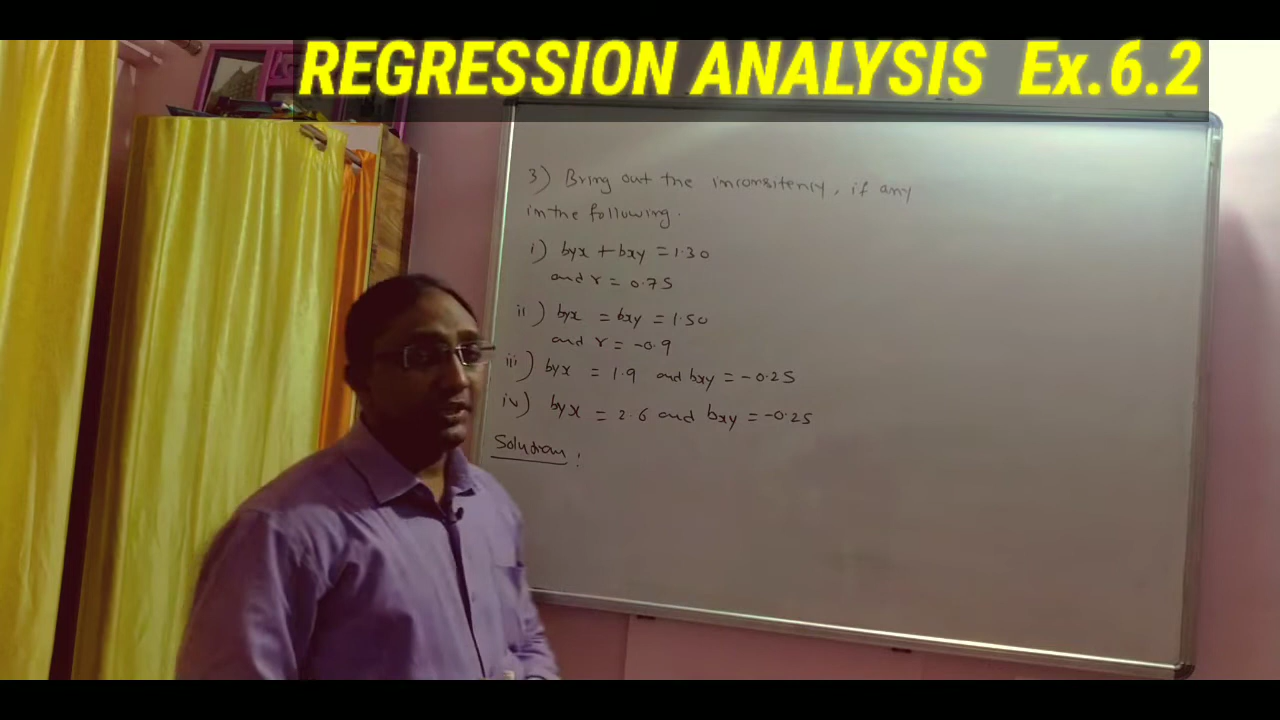 REGRESSION ANALYSIS Ex.6.2
3) Bring out the inconsitency, if any
in the following.
i) byx + bxy = 1.30
and r = 0.75
ii) byx = bxy = 1.50
and r = -0.9
iii) byx = 1.9 and bxy = -0.25
iv) byx = 2.6 and bxy = -0.25
Solution :